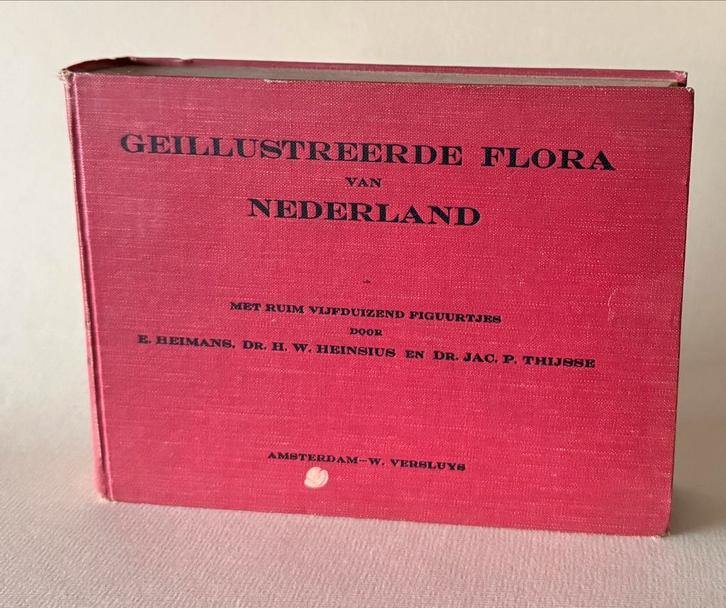 GEILLUSTREERDE FLORA
VAN
NEDERLAND
MET RUIM VIJFDUIZEND FIGUURTJES
DOOR
E. HEIMANS, DR. H. W. HEINSIUS EN DR. JAC. P. THIJSSE
AMSTERDAM—W. VERSLUYS